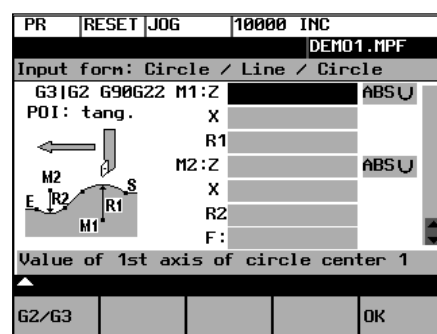 PR RESET JOG 10000 INC
DEMO1.MPF
Input form: Circle / Line / Circle
G3|G2 G90G22 M1:Z ABS
POI: tang. X
R1
M2:Z ABS
X
R2
F:
M2
E R2 S
R1
M1
Value of 1st axis of circle center 1
G2/G3 OK